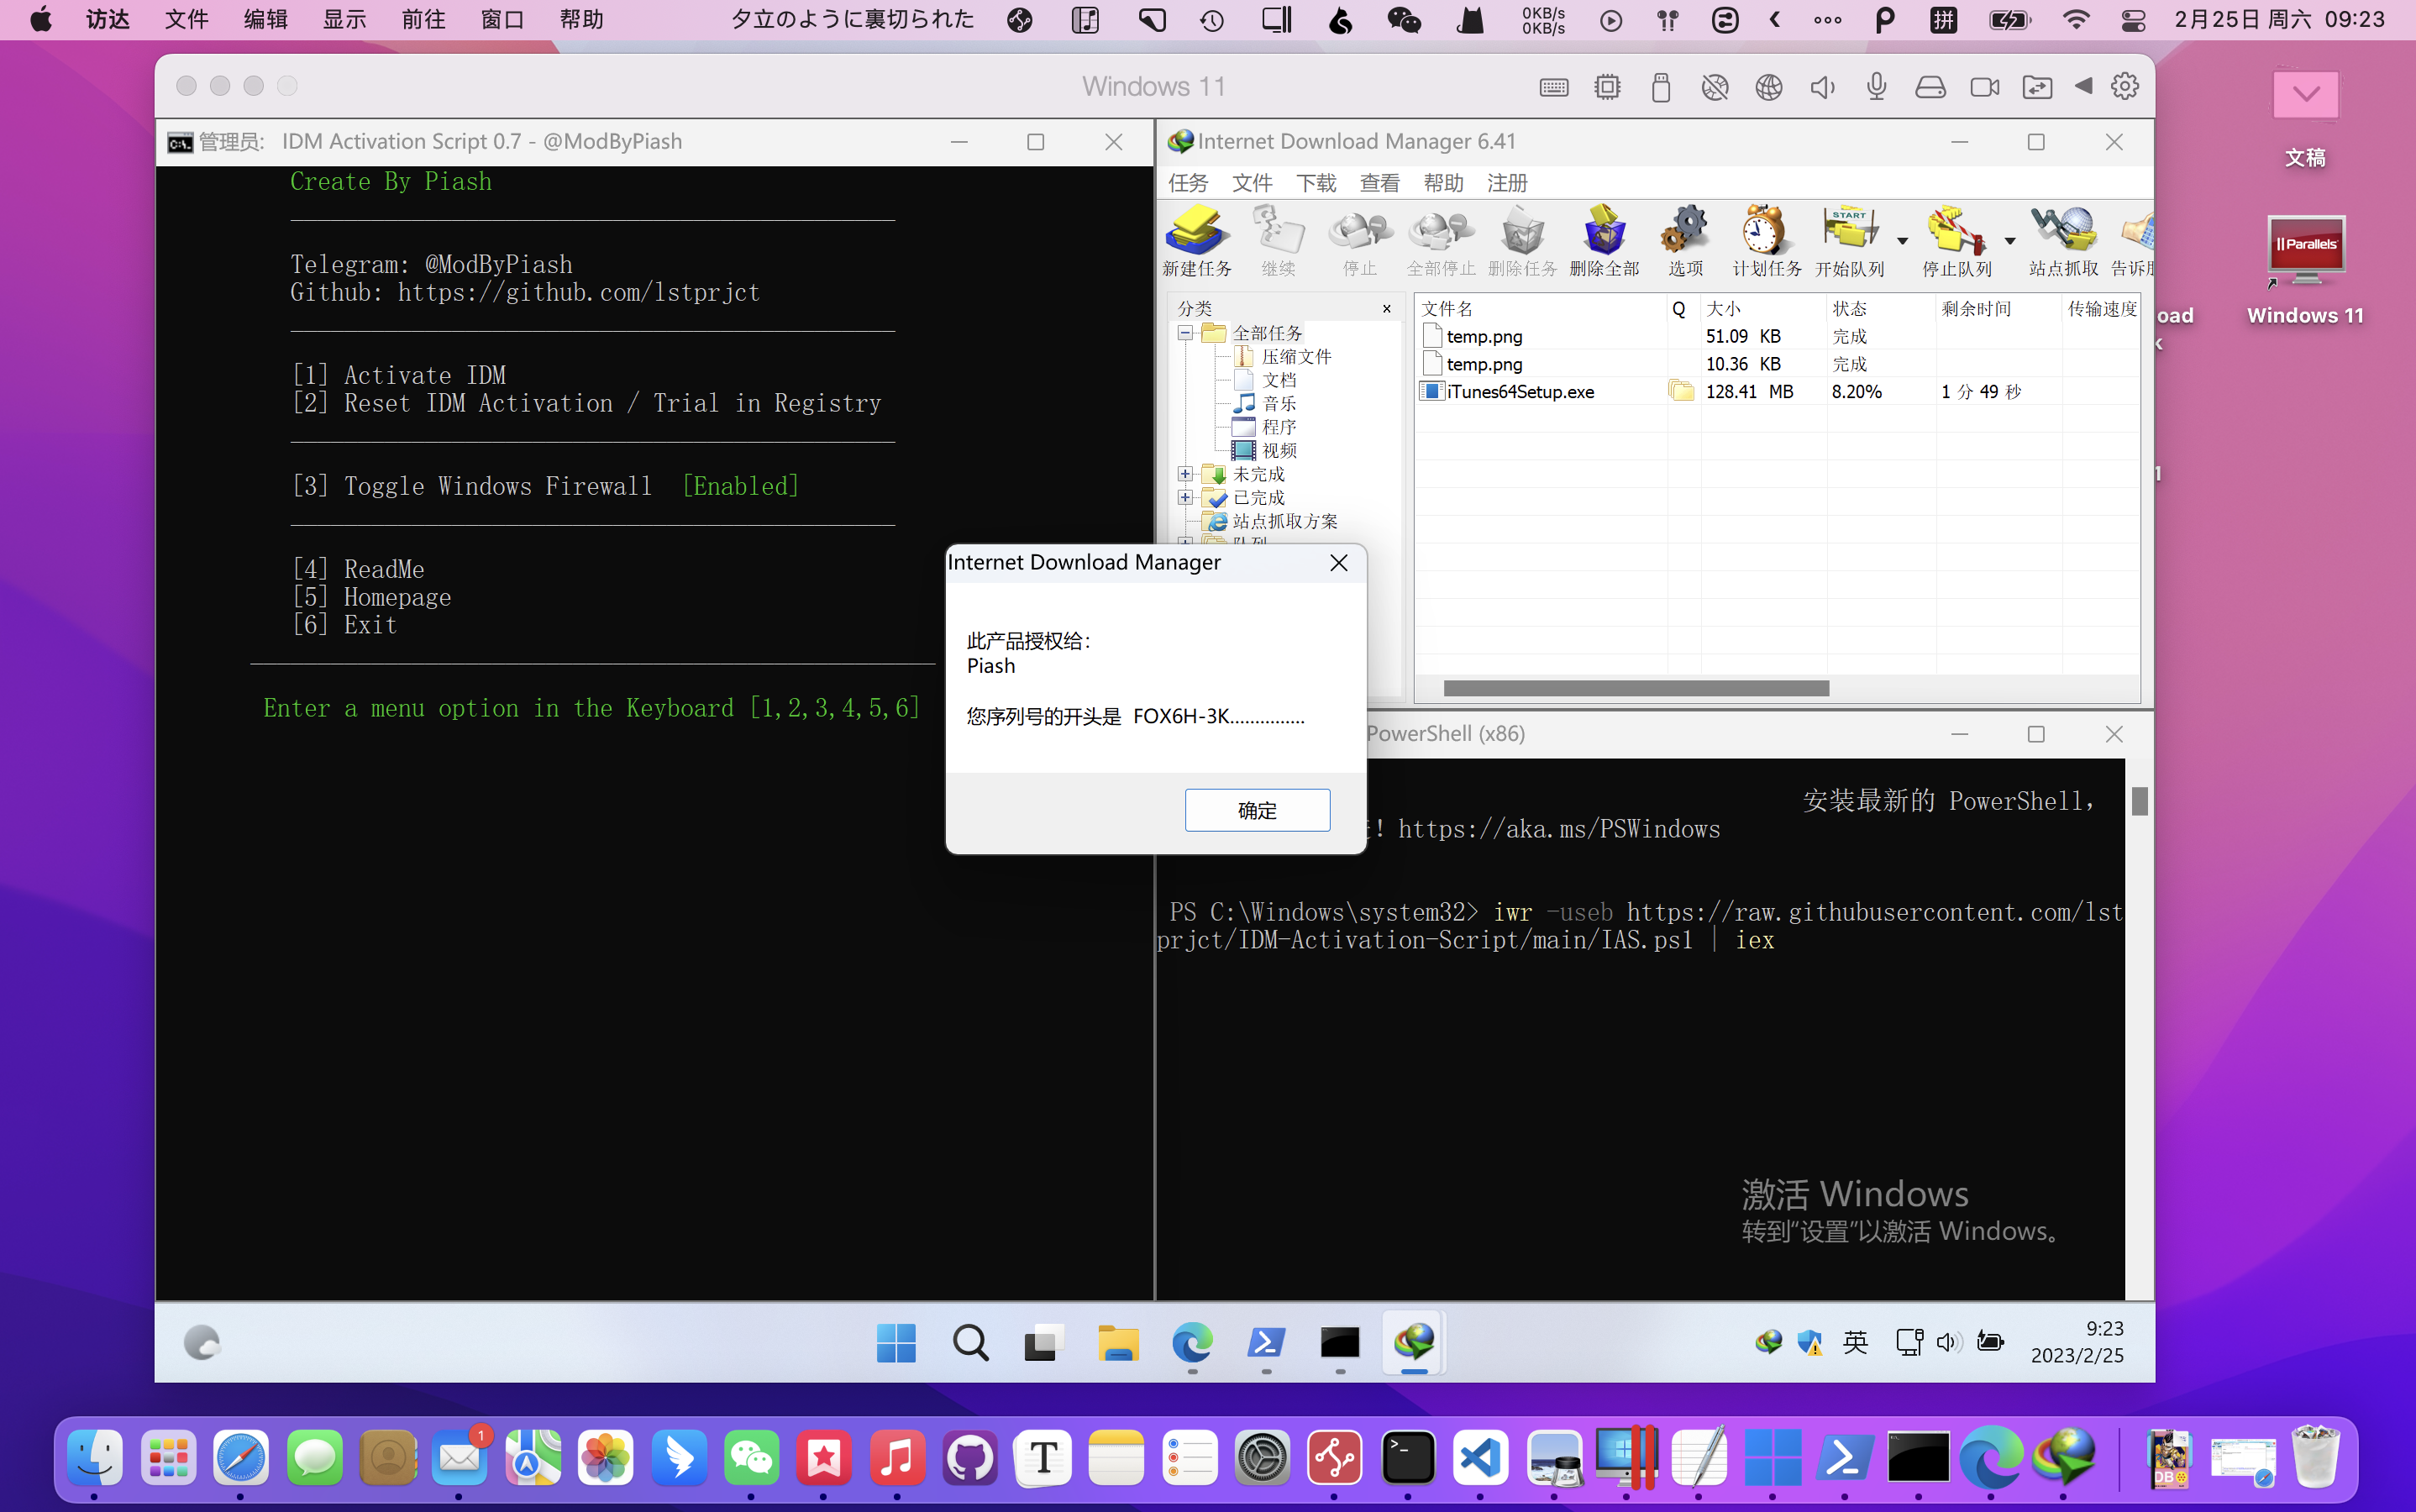 访达 文件 编辑 显示 前往 窗口 帮助 夕立のように裏切られた 0KB/s 拼 2月25日 周六 09:23
0KB/s
Windows 11
管理员: IDM Activation Script 0.7 - @ModByPiash
Create By Piash
Telegram: @ModByPiash
Github: https://github.com/lstprjct
[1] Activate IDM
[2] Reset IDM Activation / Trial in Registry
[3] Toggle Windows Firewall [Enabled]
[4] ReadMe
[5] Homepage
[6] Exit
Enter a menu option in the Keyboard [1,2,3,4,5,6]
Internet Download Manager 6.41
任务 文件 下载 查看 帮助 注册
START
新建任务 继续 停止 全部停止 删除任务 删除全部 选项 计划任务 开始队列 停止队列 站点抓取 告诉
分类 x
全部任务
压缩文件
文档
音乐
程序
视频
未完成
已完成
站点抓取方案
队列
文件名 Q 大小 状态 剩余时间 传输速度
temp.png 51.09 KB 完成
temp.png 10.36 KB 完成
iTunes64Setup.exe 128.41 MB 8.20% 1 分 49 秒
Internet Download Manager
此产品授权给:
Piash
您序列号的开头是 FOX6H-3K...............
确定
PowerShell (x86)
安装最新的 PowerShell,
! https://aka.ms/PSWindows
PS C:\Windows\system32> iwr -useb https://raw.githubusercontent.com/lst
prjct/IDM-Activation-Script/main/IAS.ps1 | iex
激活 Windows
转到“设置”以激活 Windows。
英
9:23
2023/2/25
文稿
Parallels
Windows 11
oad
1
T
DB